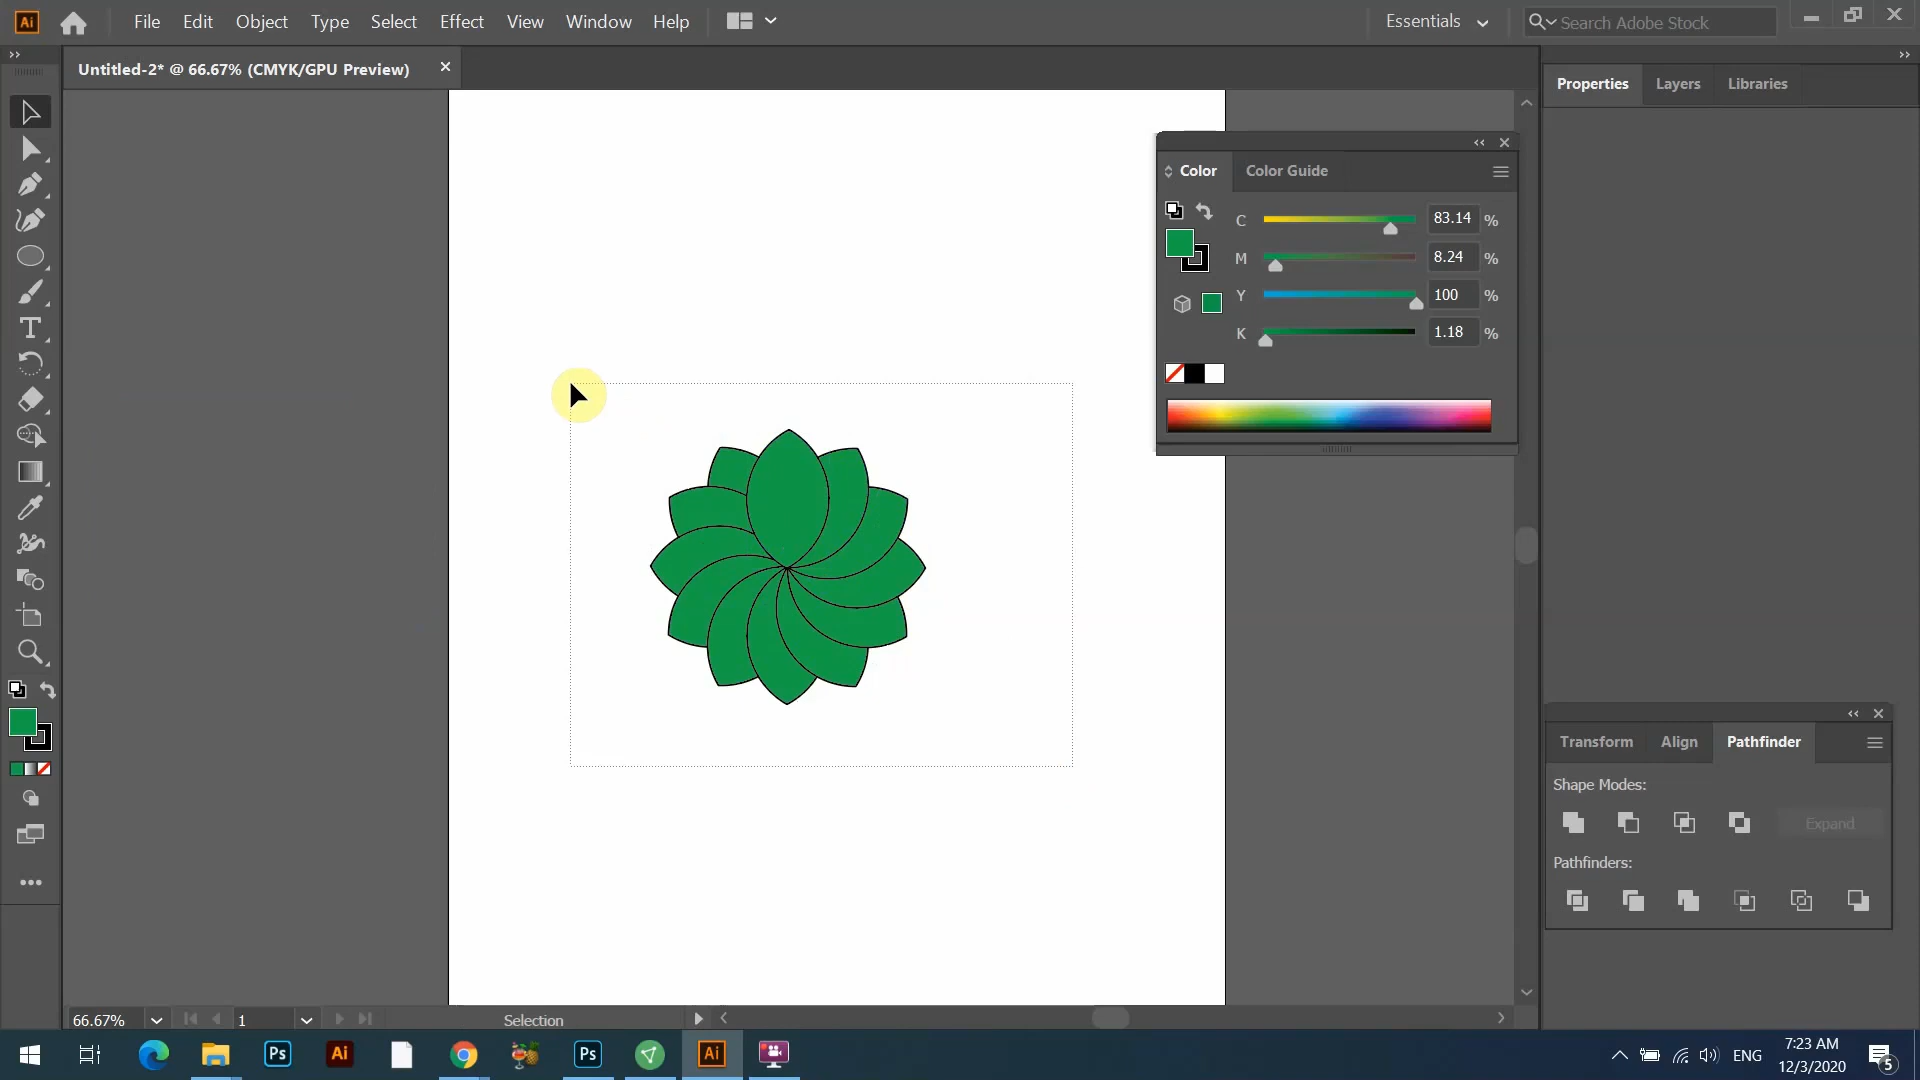 Ai File Edit Object Type Select Effect View Window Help Essentials Search Adobe Stock
Untitled-2* @ 66.67% (CMYK/GPU Preview)
Properties Layers Libraries
Color Color Guide
C 83.14 %
M 8.24 %
Y 100 %
K 1.18 %
Transform Align Pathfinder
Shape Modes:
Expand
Pathfinders:
66.67% 1 Selection
Ps Ai Ps Ai ENG 7:23 AM
12/3/2020 5